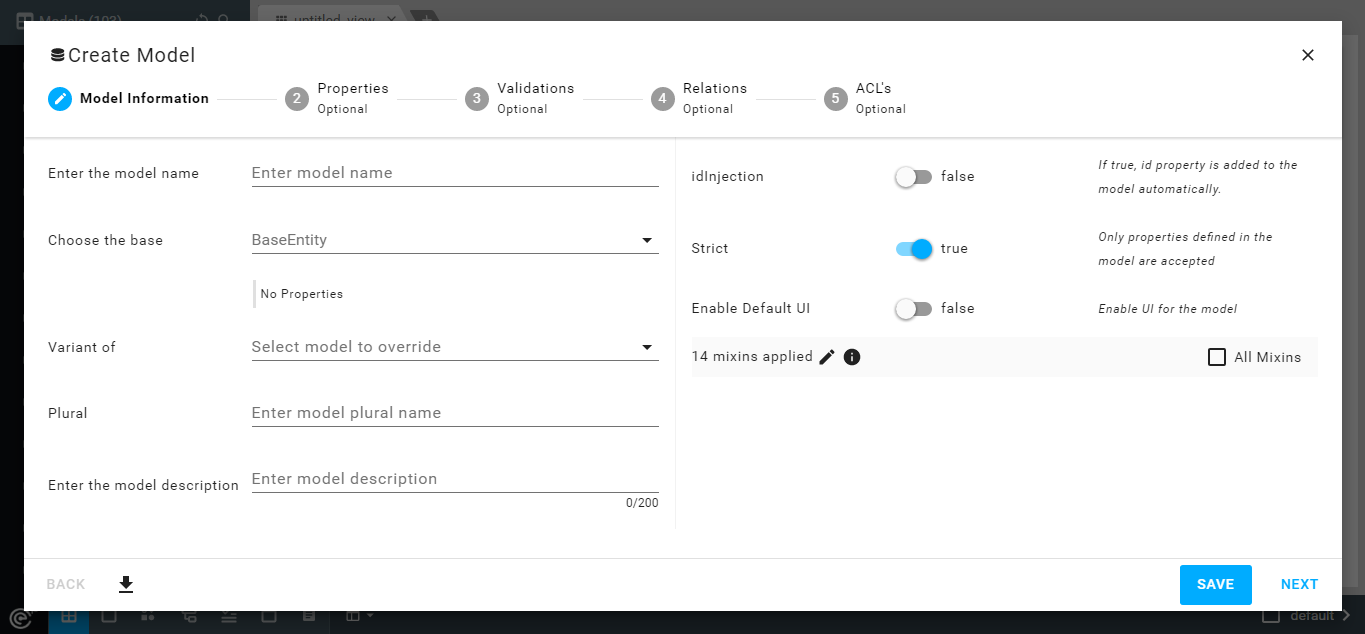 Models (193)
untitled_view
Create Model
Model Information
2
Properties
Optional
3
Validations
Optional
4
Relations
Optional
5
ACL's
Optional
Enter the model name
Enter model name
Choose the base
BaseEntity
No Properties
Variant of
Select model to override
Plural
Enter model plural name
Enter the model description
Enter model description
0/200
idInjection
false
If true, id property is added to the
model automatically.
Strict
true
Only properties defined in the
model are accepted
Enable Default UI
false
Enable UI for the model
14 mixins applied
All Mixins
BACK
SAVE
NEXT
default